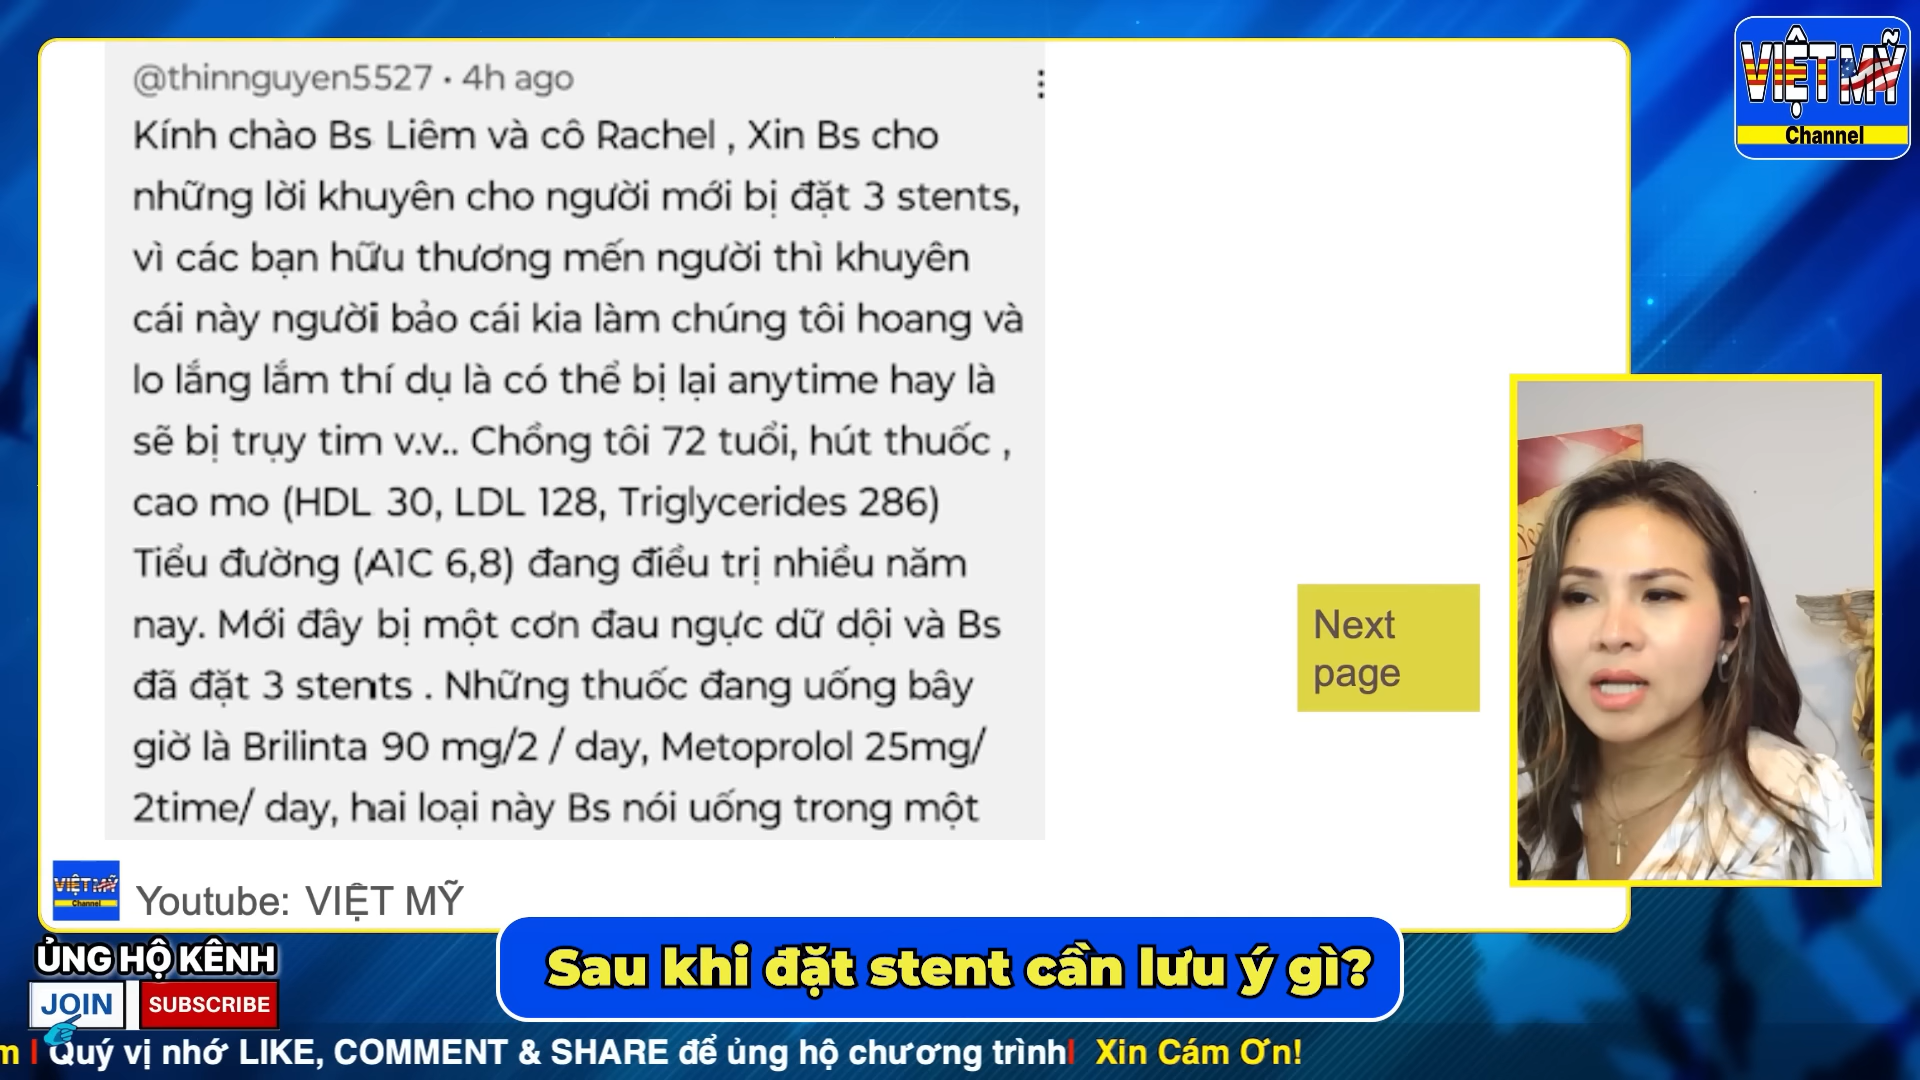 @thinnguyen5527 • 4h ago
Kính chào Bs Liêm và cô Rachel , Xin Bs cho
những lời khuyên cho người mới bị đặt 3 stents,
vì các bạn hữu thương mến người thì khuyên
cái này người bảo cái kia làm chúng tôi hoang và
lo lắng lắm thí dụ là có thể bị lại anytime hay là
sẽ bị trụy tim v.v.. Chồng tôi 72 tuổi, hút thuốc ,
cao mo (HDL 30, LDL 128, Triglycerides 286)
Tiểu đường (A1C 6,8) đang điều trị nhiều năm
nay. Mới đây bị một cơn đau ngực dữ dội và Bs
đã đặt 3 stents . Những thuốc đang uống bây
giờ là Brilinta 90 mg/2 / day, Metoprolol 25mg/
2time/ day, hai loại này Bs nói uống trong một
VIỆT MỸ
Channel
Next
page
VIỆT MỸ
Channel
Youtube: VIỆT MỸ
ỦNG HỘ KÊNH
JOIN
SUBSCRIBE
Sau khi đặt stent cần lưu ý gì?
m | Quý vị nhớ LIKE, COMMENT & SHARE để ủng hộ chương trình| Xin Cám Ơn!